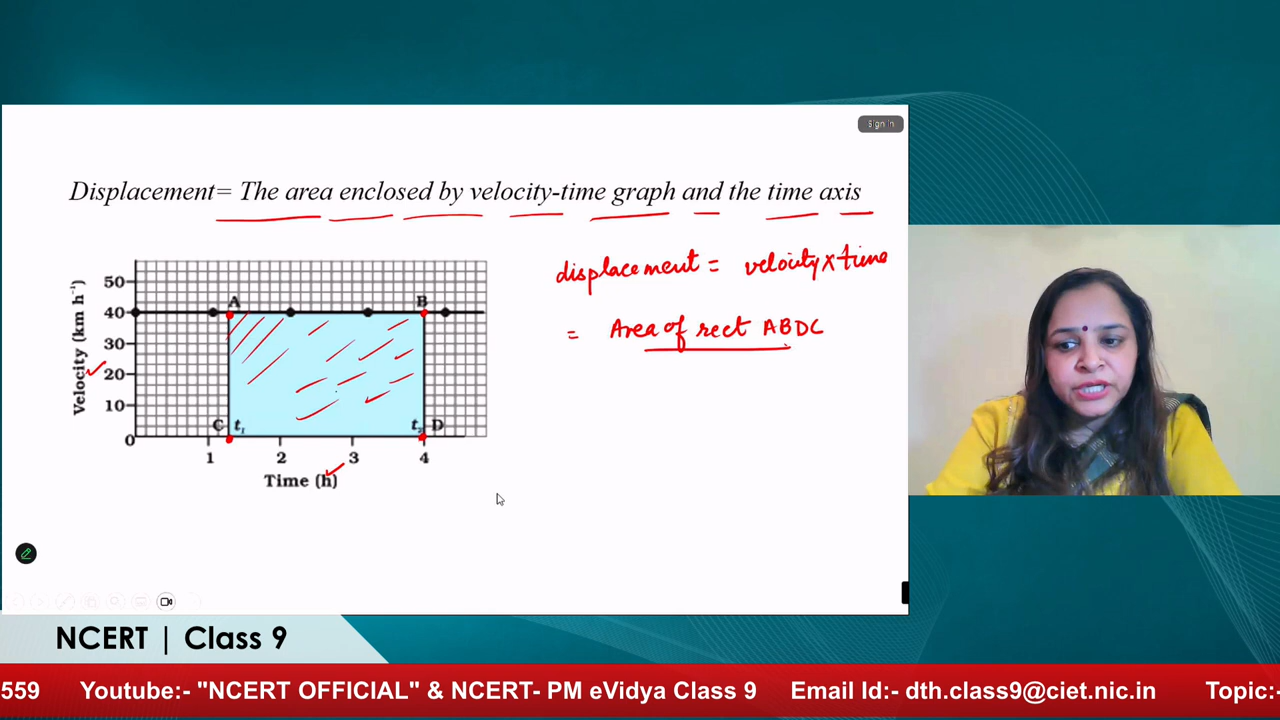 Sign in
Displacement= The area enclosed by velocity-time graph and the time axis
displacement = velocity x time
= Area of rect ABDC
Velocity (km h⁻¹)
50
40
30
20
10
0
A
B
C t₁
t₂ D
1 2 3 4
Time (h)
NCERT | Class 9
559 Youtube:- "NCERT OFFICIAL" & NCERT- PM eVidya Class 9 Email Id:- dth.class9@ciet.nic.in Topic:-